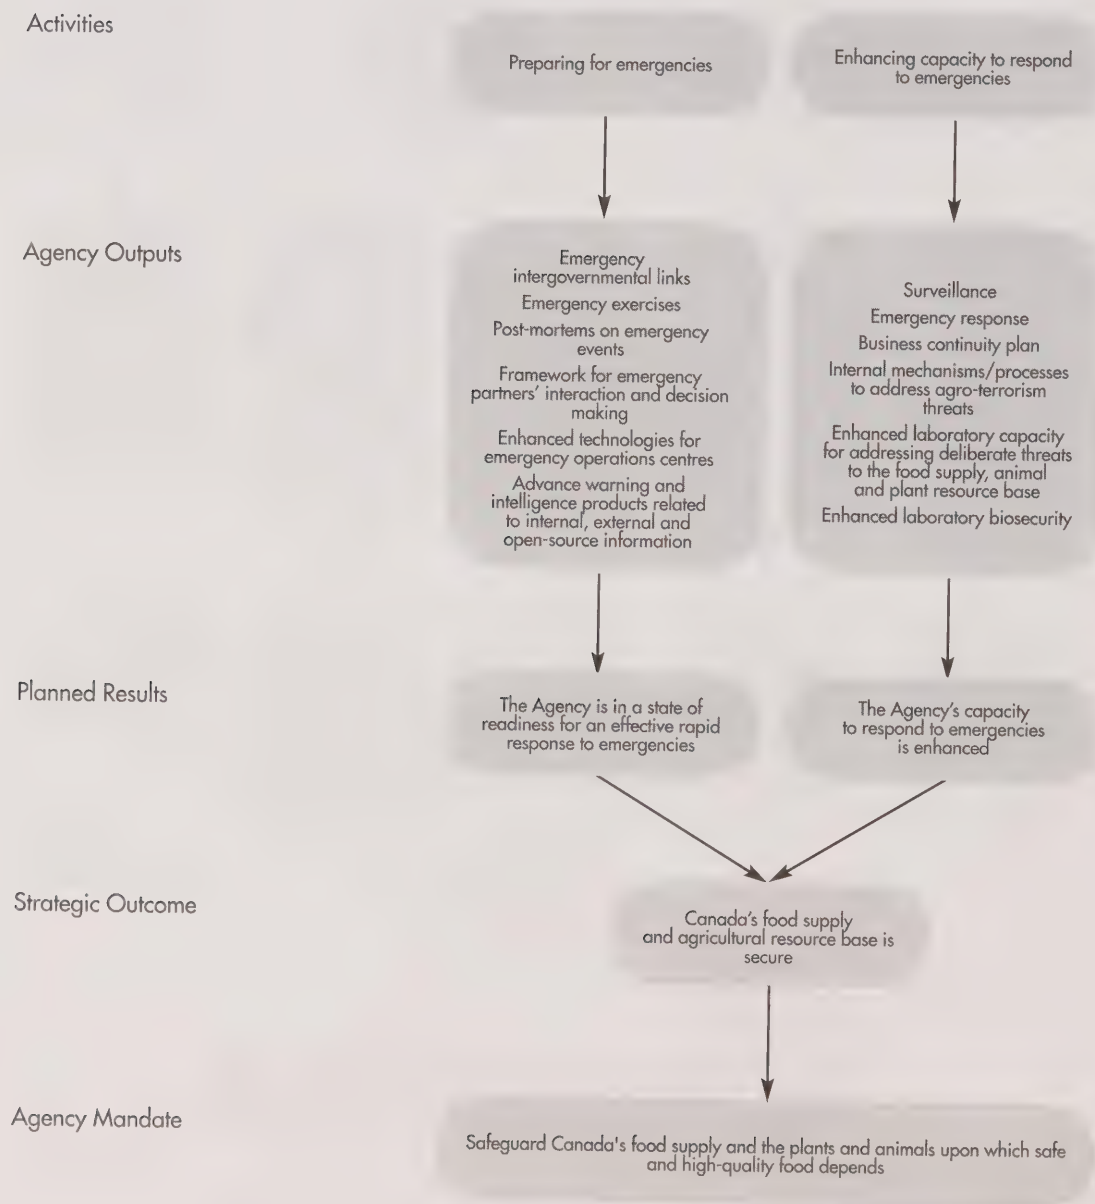 Activities
Preparing for emergencies
Enhancing capacity to respond
to emergencies
Agency Outputs
Emergency
intergovernmental links
Emergency exercises
Post-mortems on emergency
events
Framework for emergency
partners' interaction and decision
making
Enhanced technologies for
emergency operations centres
Advance warning and
intelligence products related
to internal, external and
open-source information
Surveillance
Emergency response
Business continuity plan
Internal mechanisms/processes
to address agro-terrorism
threats
Enhanced laboratory capacity
for addressing deliberate threats
to the food supply, animal
and plant resource base
Enhanced laboratory biosecurity
Planned Results
The Agency is in a state of
readiness for an effective rapid
response to emergencies
The Agency's capacity
to respond to emergencies
is enhanced
Strategic Outcome
Canada's food supply
and agricultural resource base is
secure
Agency Mandate
Safeguard Canada's food supply and the plants and animals upon which safe
and high-quality food depends